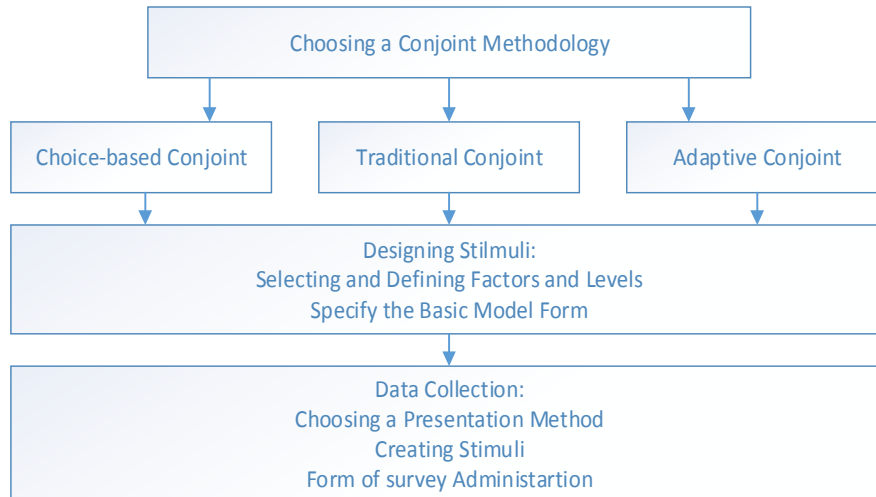 Choosing a Conjoint Methodology
Choice-based Conjoint
Traditional Conjoint
Adaptive Conjoint
Designing Stilmuli:
Selecting and Defining Factors and Levels
Specify the Basic Model Form
Data Collection:
Choosing a Presentation Method
Creating Stimuli
Form of survey Administartion